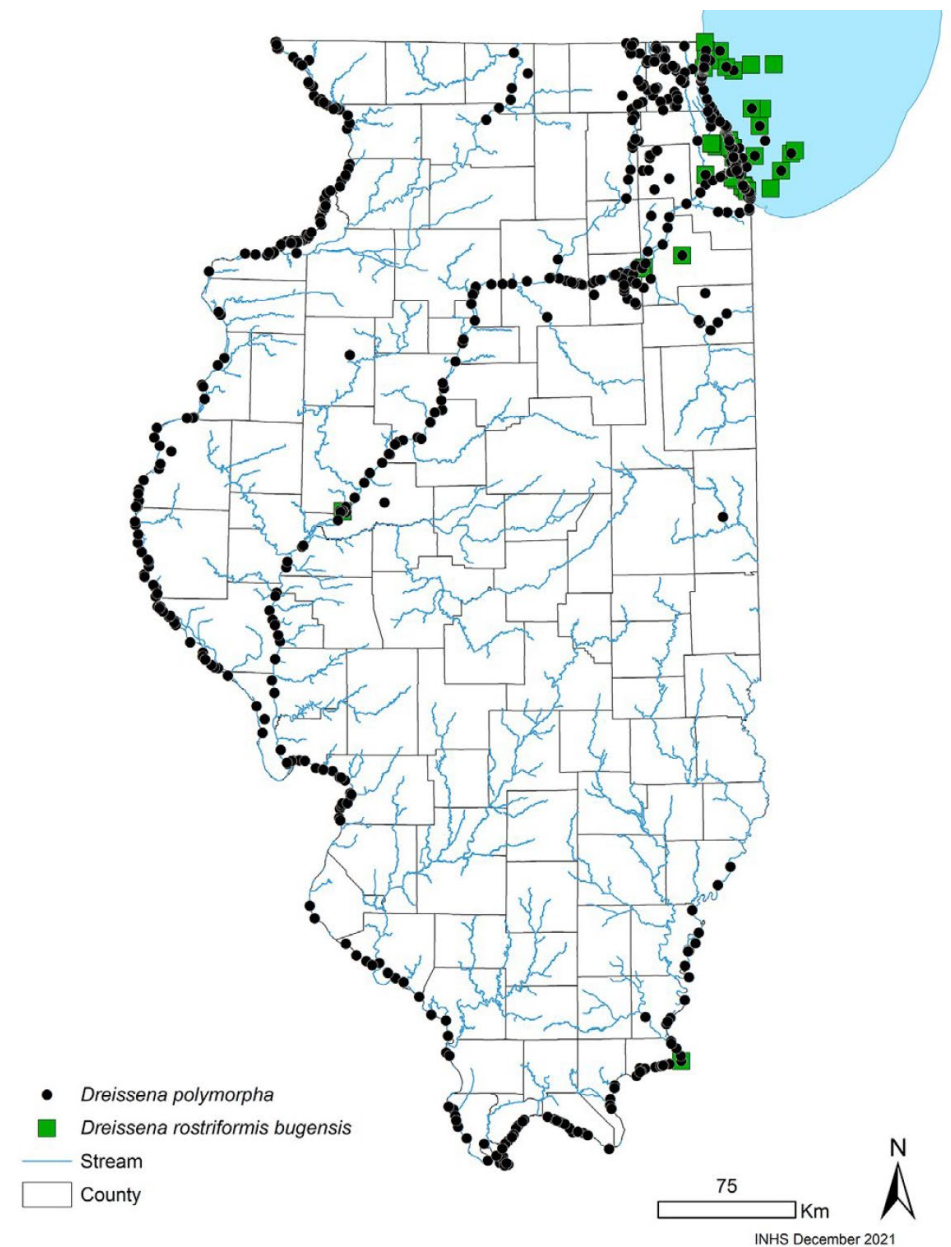 Dreissena polymorpha
Dreissena rostriformis bugensis
Stream
County
N
75
Km
INHS December 2021